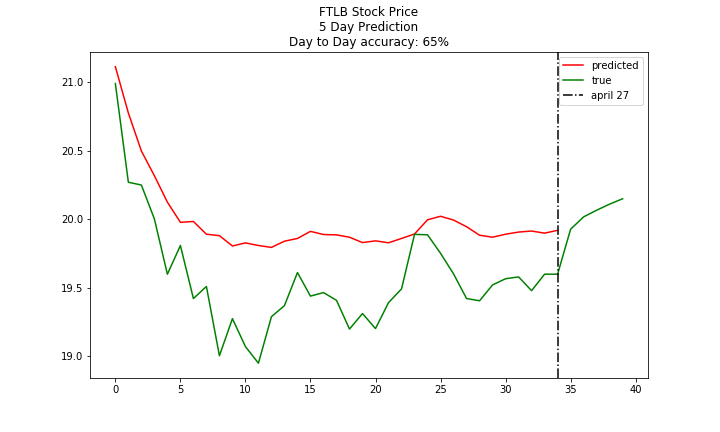 FTLB Stock Price
5 Day Prediction
Day to Day accuracy: 65%
predicted
true
april 27
21.0
20.5
20.0
19.5
19.0
0 5 10 15 20 25 30 35 40